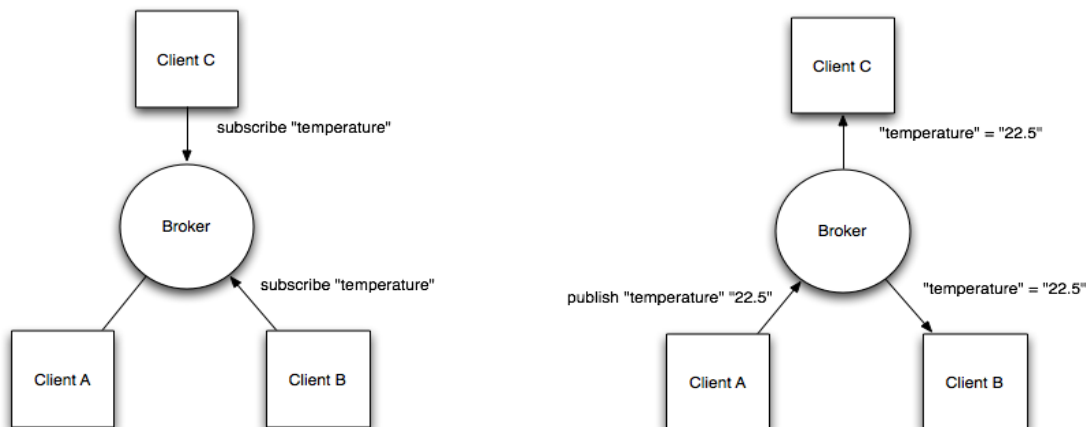 Client C
subscribe "temperature"
Broker
subscribe "temperature"
Client A
Client B
Client C
"temperature" = "22.5"
Broker
publish "temperature" "22.5"
"temperature" = "22.5"
Client A
Client B